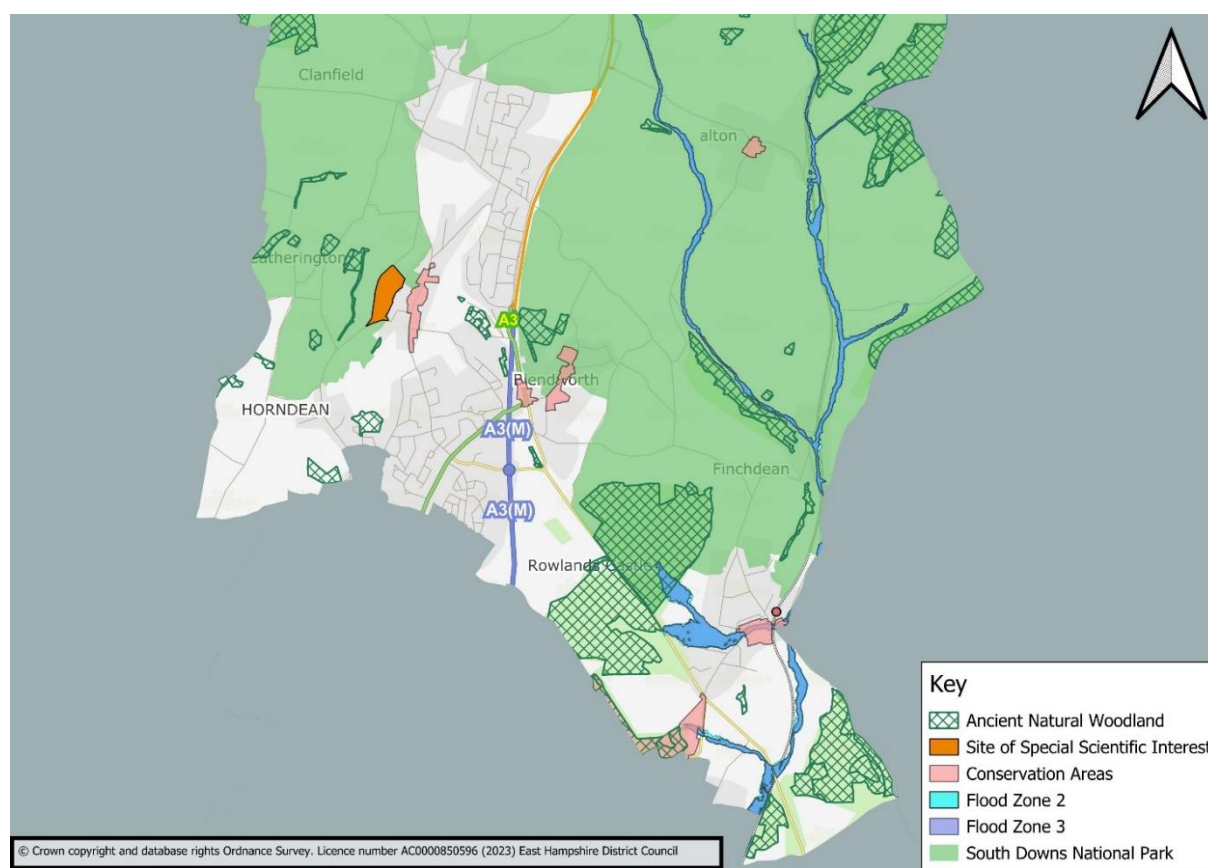 Clanfield
alton
atherington
A3
Blendworth
HORNDEAN
A3(M)
Finchdean
A3(M)
Rowlands Castle
Key
Ancient Natural Woodland
Site of Special Scientific Interest
Conservation Areas
Flood Zone 2
Flood Zone 3
South Downs National Park
© Crown copyright and database rights Ordnance Survey. Licence number AC0000850596 (2023) East Hampshire District Council